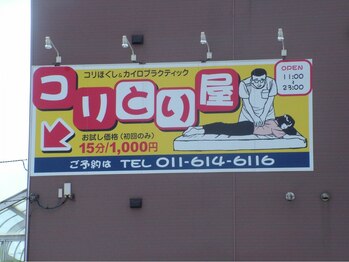 コリほぐし&カイロプラクティック
コリとり屋
お試し価格(初回のみ)
15分/1,000円
OPEN
11:00
~
23:00
ご予約は TEL 011-614-6116